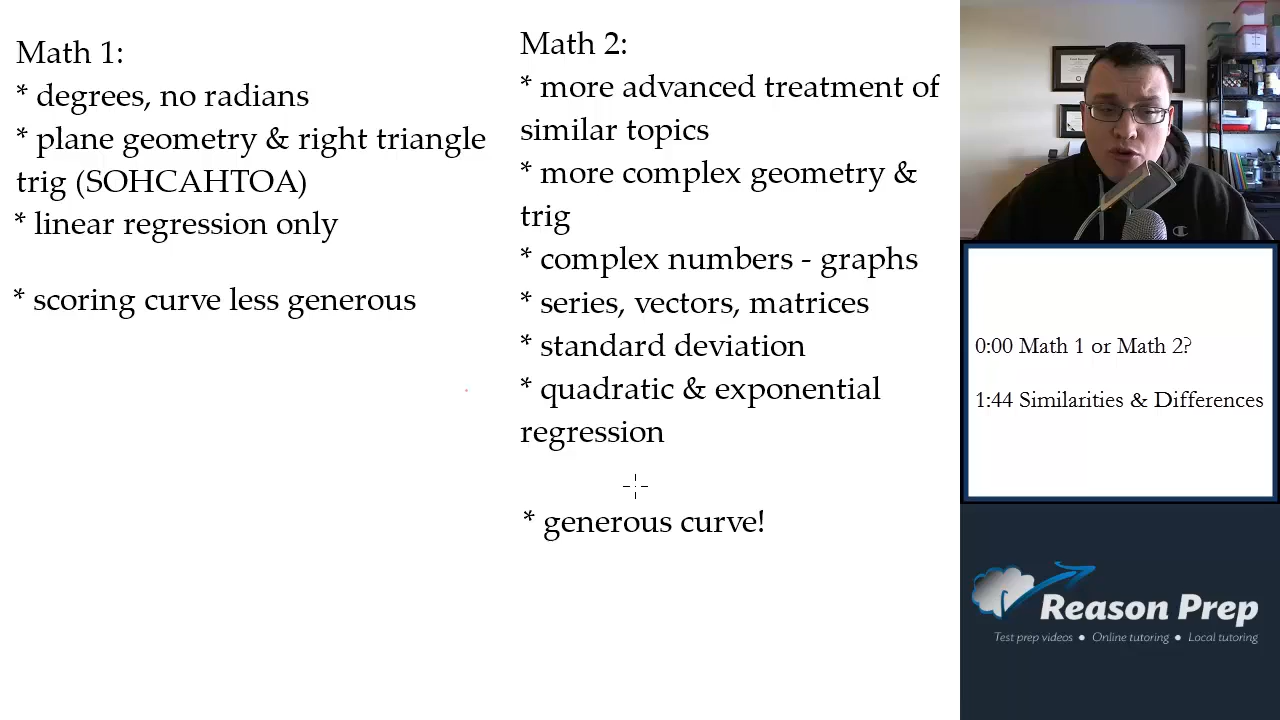 Math 1:
* degrees, no radians
* plane geometry & right triangle
trig (SOHCAHTOA)
* linear regression only
* scoring curve less generous
Math 2:
* more advanced treatment of
similar topics
* more complex geometry &
trig
* complex numbers - graphs
* series, vectors, matrices
* standard deviation
* quadratic & exponential
regression
* generous curve!
0:00 Math 1 or Math 2?
1:44 Similarities & Differences
Reason Prep
Test prep videos ● Online tutoring ● Local tutoring